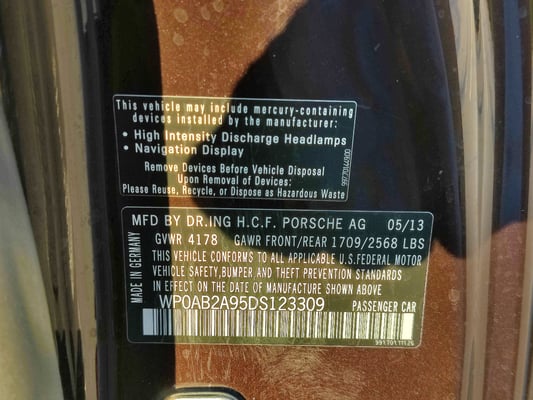 This vehicle may include mercury-containing
devices installed by the manufacturer:
• High Intensity Discharge Headlamps
• Navigation Display
Remove Devices Before Vehicle Disposal
Upon Removal of Devices:
Please Reuse, Recycle, or Dispose as Hazardous Waste
MFD BY DR.ING H.C.F. PORSCHE AG 05/13
GVWR 4178 GAWR FRONT/REAR 1709/2568 LBS
THIS VEHICLE CONFORMS TO ALL APPLICABLE U.S.FEDERAL MOTOR
VEHICLE SAFETY,BUMPER AND THEFT PREVENTION STANDARDS
IN EFFECT ON THE DATE OF MANUFACTURE SHOWN ABOVE.
WP0AB2A95DS123309 PASSENGER CAR
MADE IN GERMANY
991 701 111 26